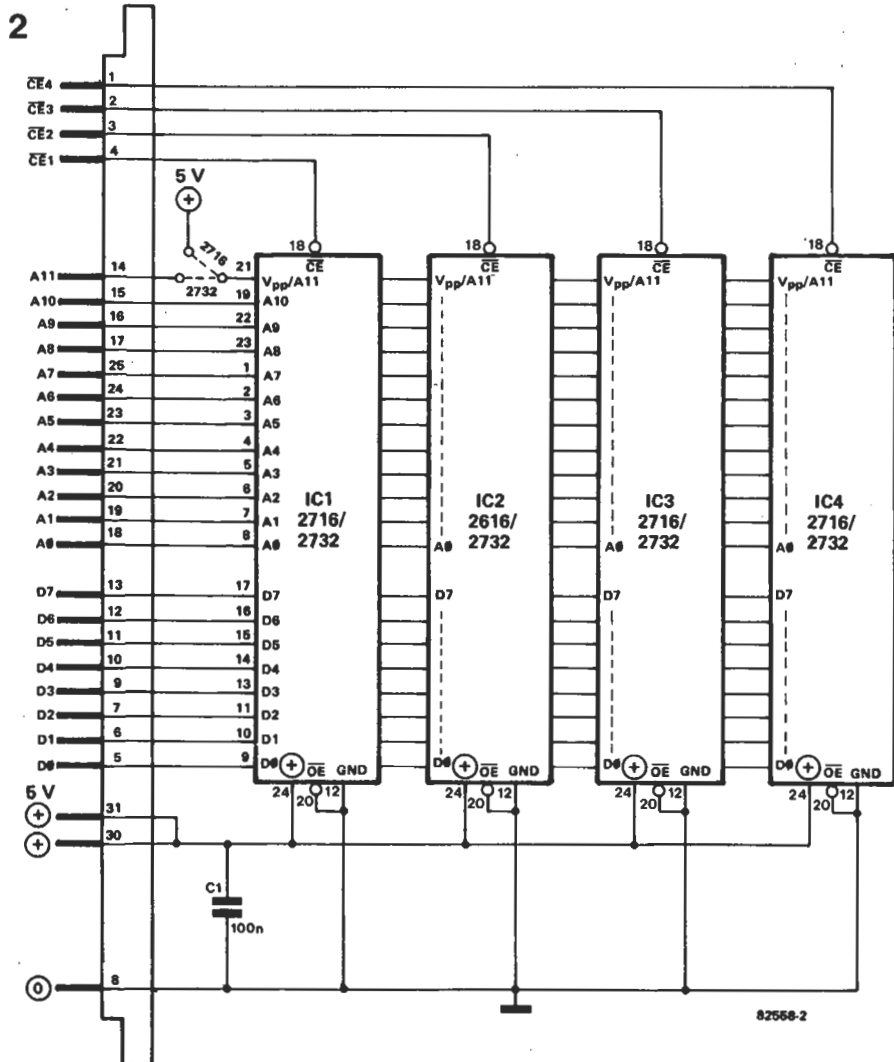 2
CE4 1
CE3 2
CE2 3
CE1 4
5 V
+
2716
2732
18 18 18 18
CE CE CE CE
A11 14 21 Vpp/A11 Vpp/A11 Vpp/A11 Vpp/A11
A10 15 19 A10
A9 16 22 A9
A8 17 23 A8
A7 25 1 A7
A6 24 2 A6
A5 23 3 A5
A4 22 4 A4
A3 21 5 A3
A2 20 6 A2
A1 19 7 A1
A0 18 8 A0 A0 A0 A0
IC1
2716/
2732
IC2
2616/
2732
IC3
2716/
2732
IC4
2716/
2732
D7 13 17 D7 D7 D7 D7
D6 12 16 D6
D5 11 15 D5
D4 10 14 D4
D3 9 13 D3
D2 7 11 D2
D1 6 10 D1
D0 5 9 D0 D0 D0 D0
+ OE GND + OE GND + OE GND + OE GND
24 20 12 24 20 12 24 20 12 24 20 12
5 V
+ 31
+ 30
C1
100n
0 8
82558-2